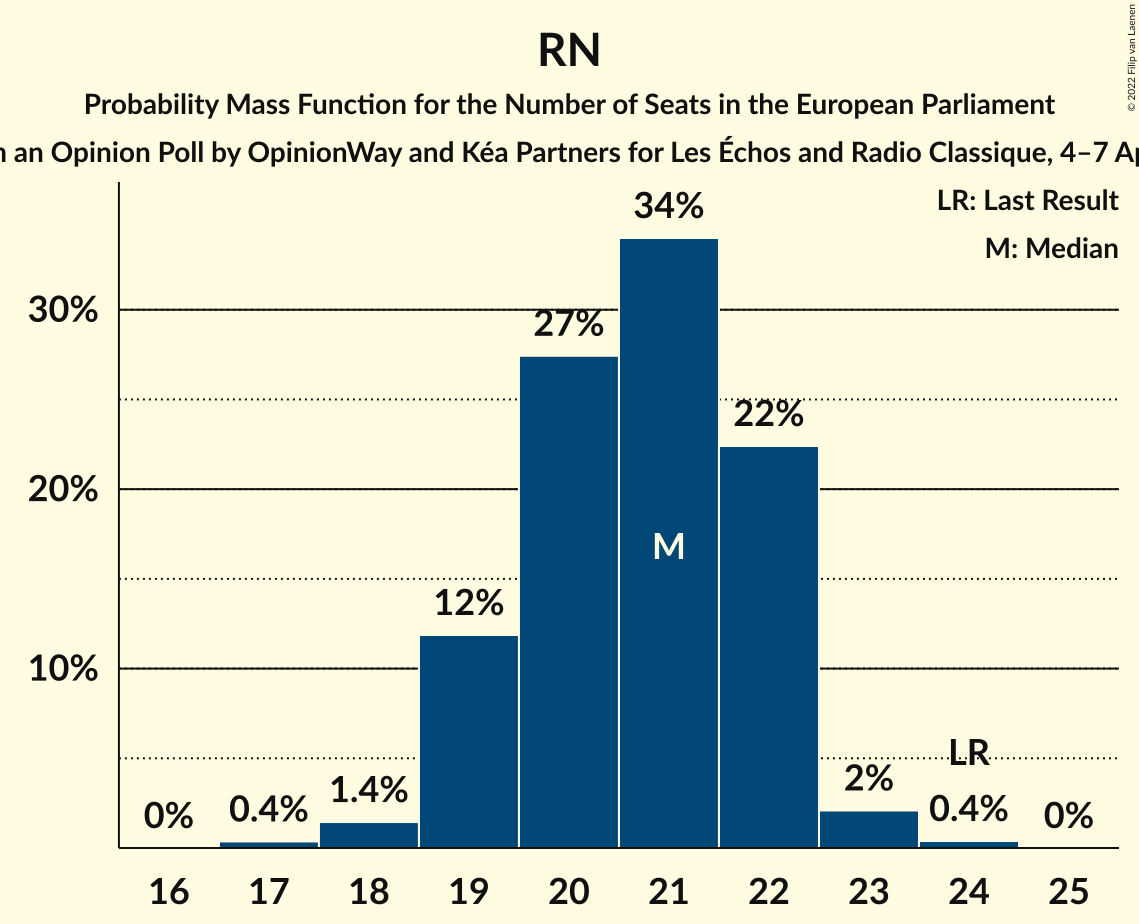 RN
Probability Mass Function for the Number of Seats in the European Parliament
an Opinion Poll by OpinionWay and Kéa Partners for Les Échos and Radio Classique, 4–7
© 2022 Filip van Laenen
LR: Last Result
M: Median
34%
30%
27%
22%
20%
M
12%
10%
LR
2%
1.4%
0.4%
0.4%
0%
0%
16 17 18 19 20 21 22 23 24 25